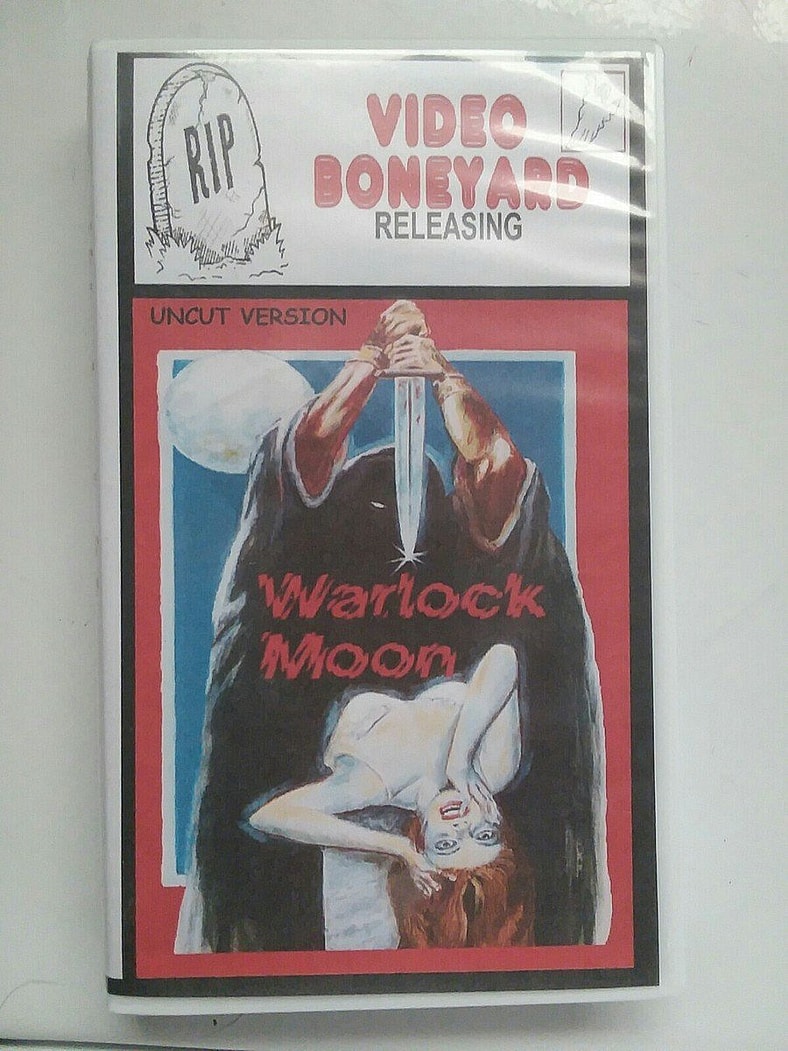 RIP
VIDEO
BONEYARD
RELEASING
UNCUT VERSION
Warlock
Moon